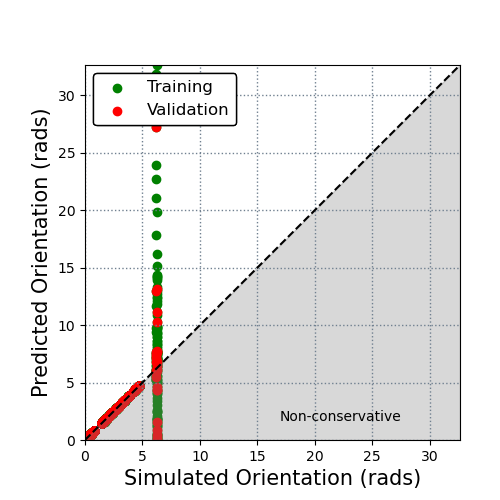 Training
Validation
30
25
20
15
10
5
0
Predicted Orientation (rads)
Non-conservative
0 5 10 15 20 25 30
Simulated Orientation (rads)